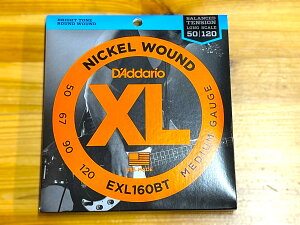 BRIGHT TONE
ROUND WOUND
BALANCED
TENSION
LONG SCALE
50|120
NICKEL WOUND
D'Addario
XL
50
67
90
120
MEDIUM GAUGE
EXL160BT